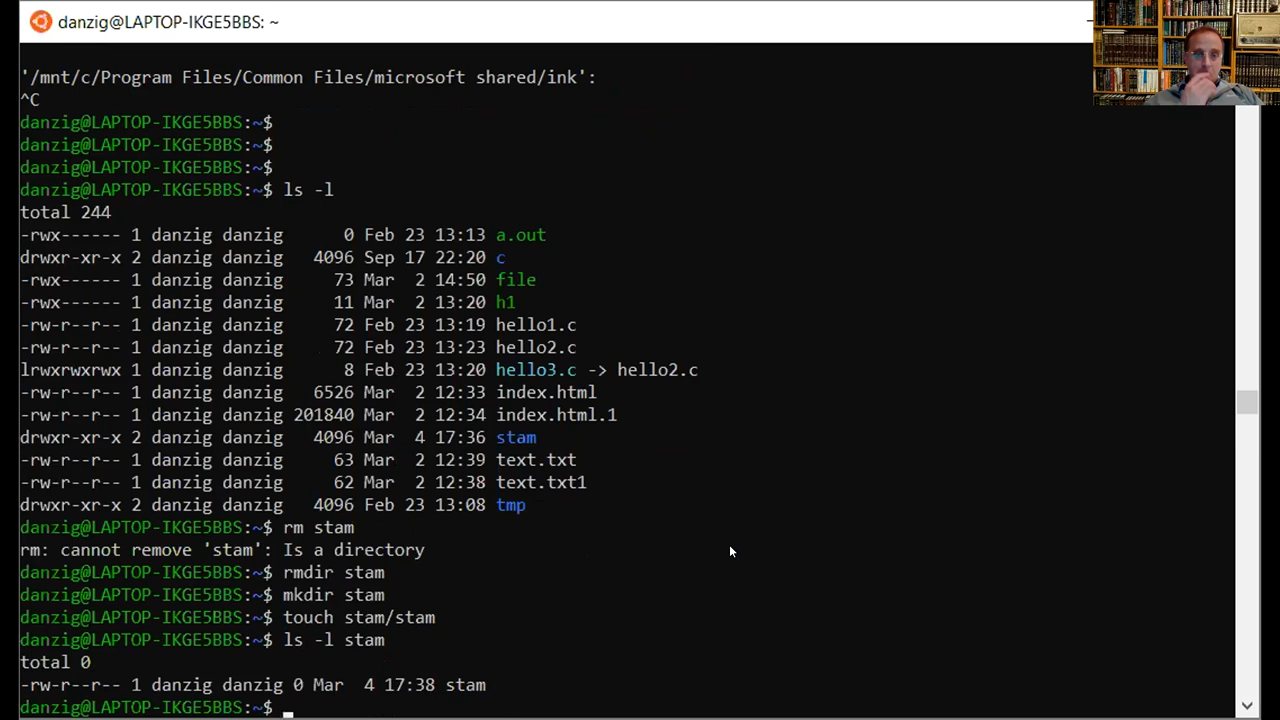 danzig@LAPTOP-IKGE5BBS: ~
'/mnt/c/Program Files/Common Files/microsoft shared/ink':
^C
danzig@LAPTOP-IKGE5BBS:~$
danzig@LAPTOP-IKGE5BBS:~$
danzig@LAPTOP-IKGE5BBS:~$
danzig@LAPTOP-IKGE5BBS:~$ ls -l
total 244
-rwx------ 1 danzig danzig      0 Feb 23 13:13 a.out
drwxr-xr-x 2 danzig danzig   4096 Sep 17 22:20 c
-rwx------ 1 danzig danzig     73 Mar  2 14:50 file
-rwx------ 1 danzig danzig     11 Mar  2 13:20 h1
-rw-r--r-- 1 danzig danzig     72 Feb 23 13:19 hello1.c
-rw-r--r-- 1 danzig danzig     72 Feb 23 13:23 hello2.c
lrwxrwxrwx 1 danzig danzig      8 Feb 23 13:20 hello3.c -> hello2.c
-rw-r--r-- 1 danzig danzig   6526 Mar  2 12:33 index.html
-rw-r--r-- 1 danzig danzig 201840 Mar  2 12:34 index.html.1
drwxr-xr-x 2 danzig danzig   4096 Mar  4 17:36 stam
-rw-r--r-- 1 danzig danzig     63 Mar  2 12:39 text.txt
-rw-r--r-- 1 danzig danzig     62 Mar  2 12:38 text.txt1
drwxr-xr-x 2 danzig danzig   4096 Feb 23 13:08 tmp
danzig@LAPTOP-IKGE5BBS:~$ rm stam
rm: cannot remove 'stam': Is a directory
danzig@LAPTOP-IKGE5BBS:~$ rmdir stam
danzig@LAPTOP-IKGE5BBS:~$ mkdir stam
danzig@LAPTOP-IKGE5BBS:~$ touch stam/stam
danzig@LAPTOP-IKGE5BBS:~$ ls -l stam
total 0
-rw-r--r-- 1 danzig danzig 0 Mar  4 17:38 stam
danzig@LAPTOP-IKGE5BBS:~$